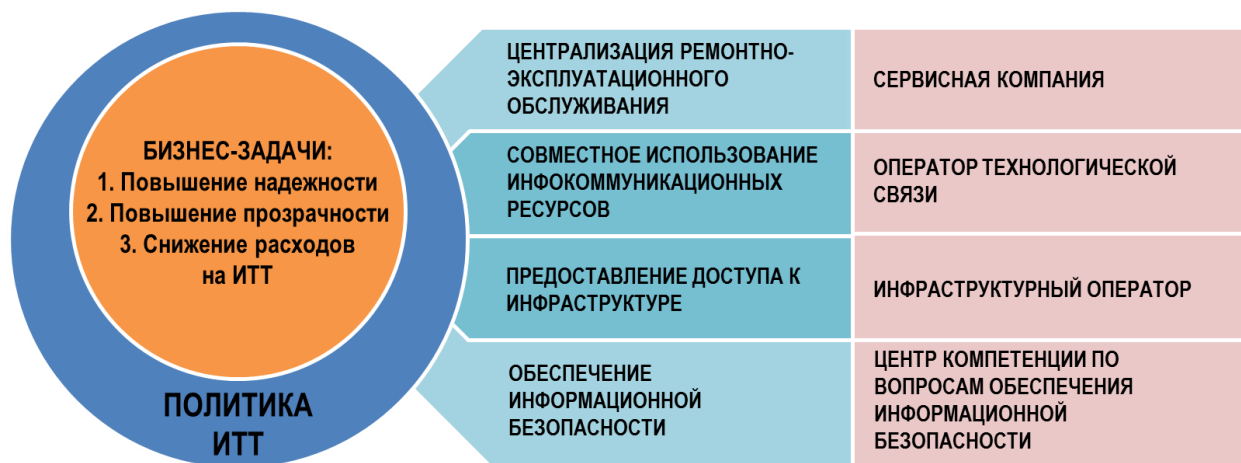 БИЗНЕС-ЗАДАЧИ:
1. Повышение надежности
2. Повышение прозрачности
3. Снижение расходов
на ИТТ
ПОЛИТИКА
ИТТ
ЦЕНТРАЛИЗАЦИЯ РЕМОНТНО-
ЭКСПЛУАТАЦИОННОГО
ОБСЛУЖИВАНИЯ
СЕРВИСНАЯ КОМПАНИЯ
СОВМЕСТНОЕ ИСПОЛЬЗОВАНИЕ
ИНФОКОММУНИКАЦИОННЫХ
РЕСУРСОВ
ОПЕРАТОР ТЕХНОЛОГИЧЕСКОЙ
СВЯЗИ
ПРЕДОСТАВЛЕНИЕ ДОСТУПА К
ИНФРАСТРУКТУРЕ
ИНФРАСТРУКТУРНЫЙ ОПЕРАТОР
ОБЕСПЕЧЕНИЕ
ИНФОРМАЦИОННОЙ
БЕЗОПАСНОСТИ
ЦЕНТР КОМПЕТЕНЦИИ ПО
ВОПРОСАМ ОБЕСПЕЧЕНИЯ
ИНФОРМАЦИОННОЙ
БЕЗОПАСНОСТИ